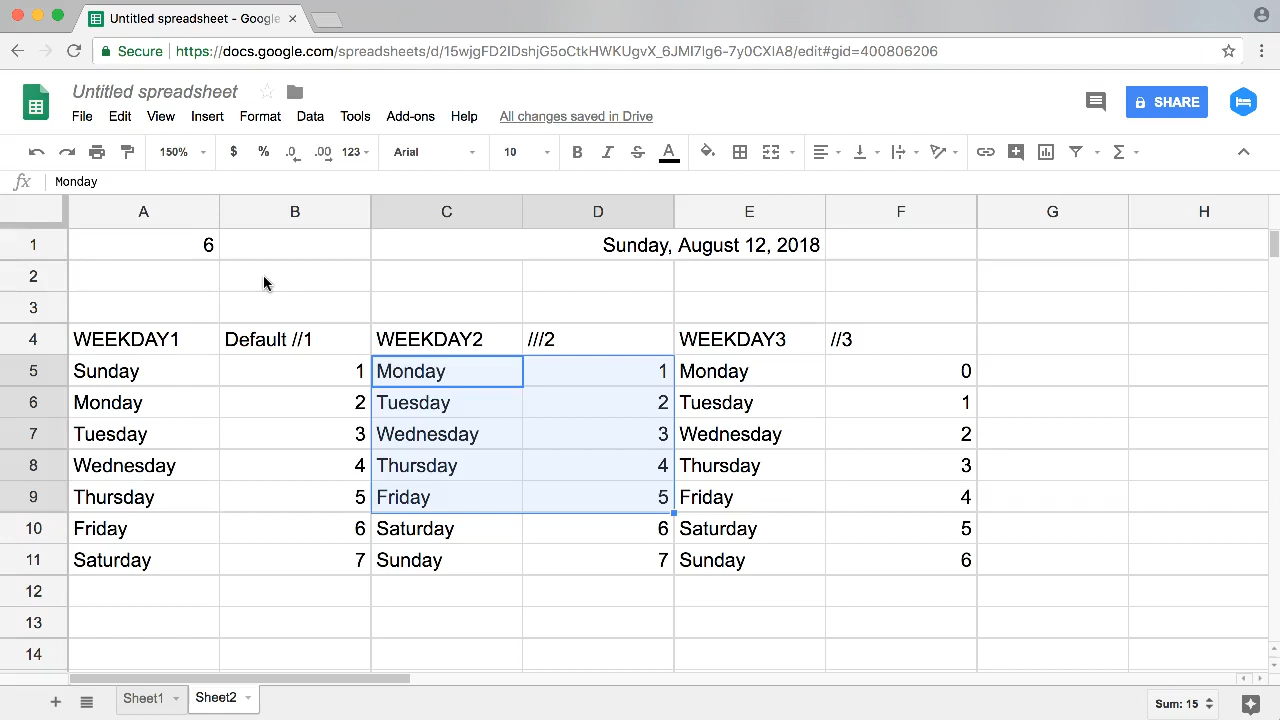 Untitled spreadsheet - Google
Secure https://docs.google.com/spreadsheets/d/15wjgFD2IDshjG5oCtkHWKUgvX_6JMI7Ig6-7y0CXIA8/edit#gid=400806206
Untitled spreadsheet
File Edit View Insert Format Data Tools Add-ons Help All changes saved in Drive
SHARE
150% $ % .0 .00 123 Arial 10 B I S A
fx Monday
A B C D E F G H
1 6 Sunday, August 12, 2018
2
3
4 WEEKDAY1 Default //1 WEEKDAY2 ///2 WEEKDAY3 //3
5 Sunday 1 Monday 1 Monday 0
6 Monday 2 Tuesday 2 Tuesday 1
7 Tuesday 3 Wednesday 3 Wednesday 2
8 Wednesday 4 Thursday 4 Thursday 3
9 Thursday 5 Friday 5 Friday 4
10 Friday 6 Saturday 6 Saturday 5
11 Saturday 7 Sunday 7 Sunday 6
12
13
14
Sheet1 Sheet2 Sum: 15